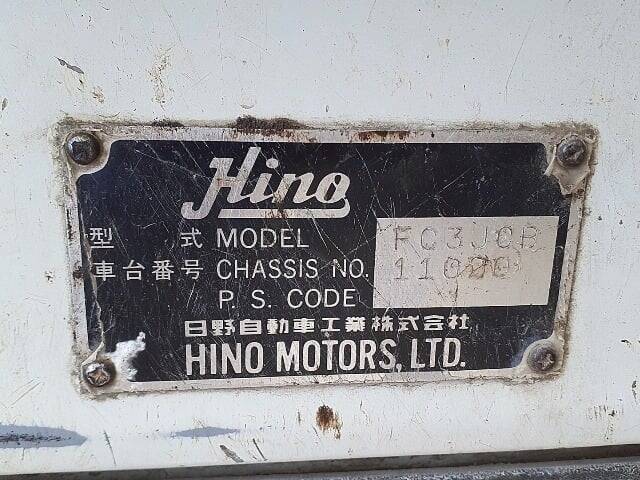 Hino
型 式 MODEL FC3JCB
車台番号 CHASSIS NO.
P. S. CODE
日野自動車工業株式会社
HINO MOTORS, LTD.